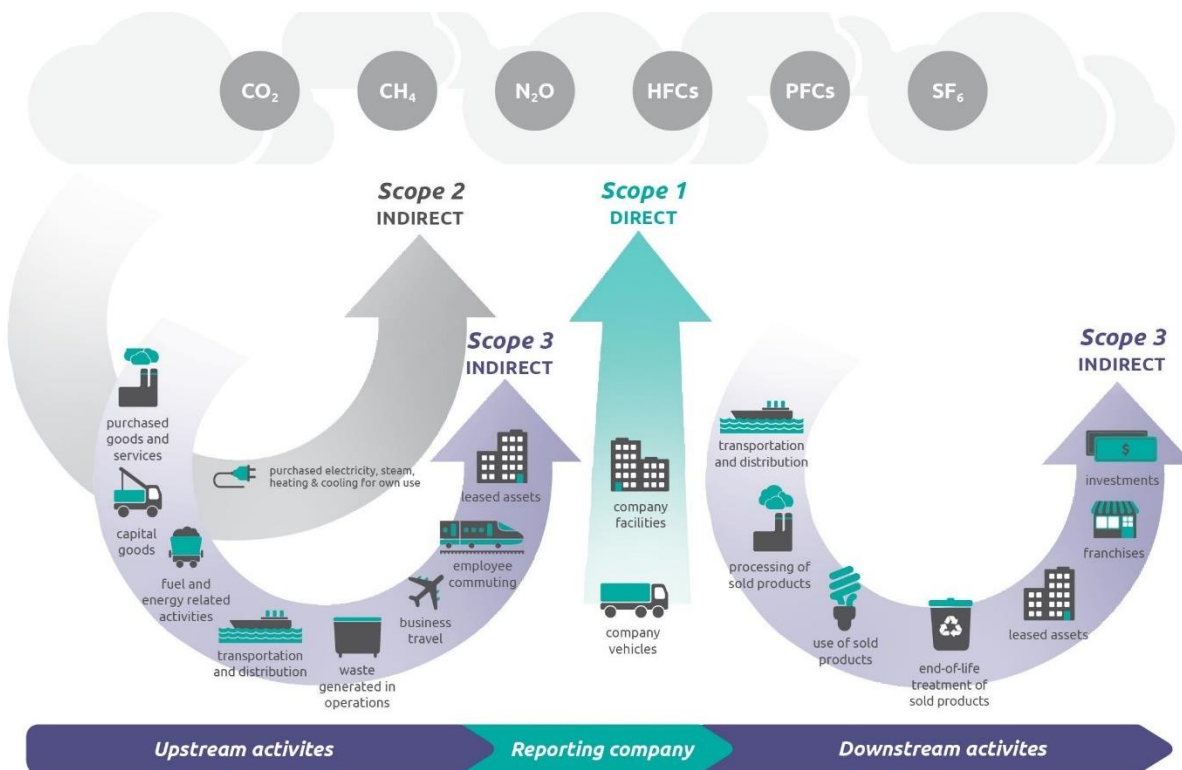 CO₂
CH₄
N₂O
HFCs
PFCs
SF₆
Scope 2
INDIRECT
Scope 1
DIRECT
Scope 3
INDIRECT
Scope 3
INDIRECT
purchased
goods and
services
capital
goods
fuel and
energy related
activities
purchased electricity, steam,
heating & cooling for own use
transportation
and distribution
waste
generated in
operations
business
travel
employee
commuting
leased assets
company
facilities
company
vehicles
transportation
and distribution
processing of
sold products
use of sold
products
end-of-life
treatment of
sold products
leased assets
franchises
$
investments
Upstream activites
Reporting company
Downstream activites